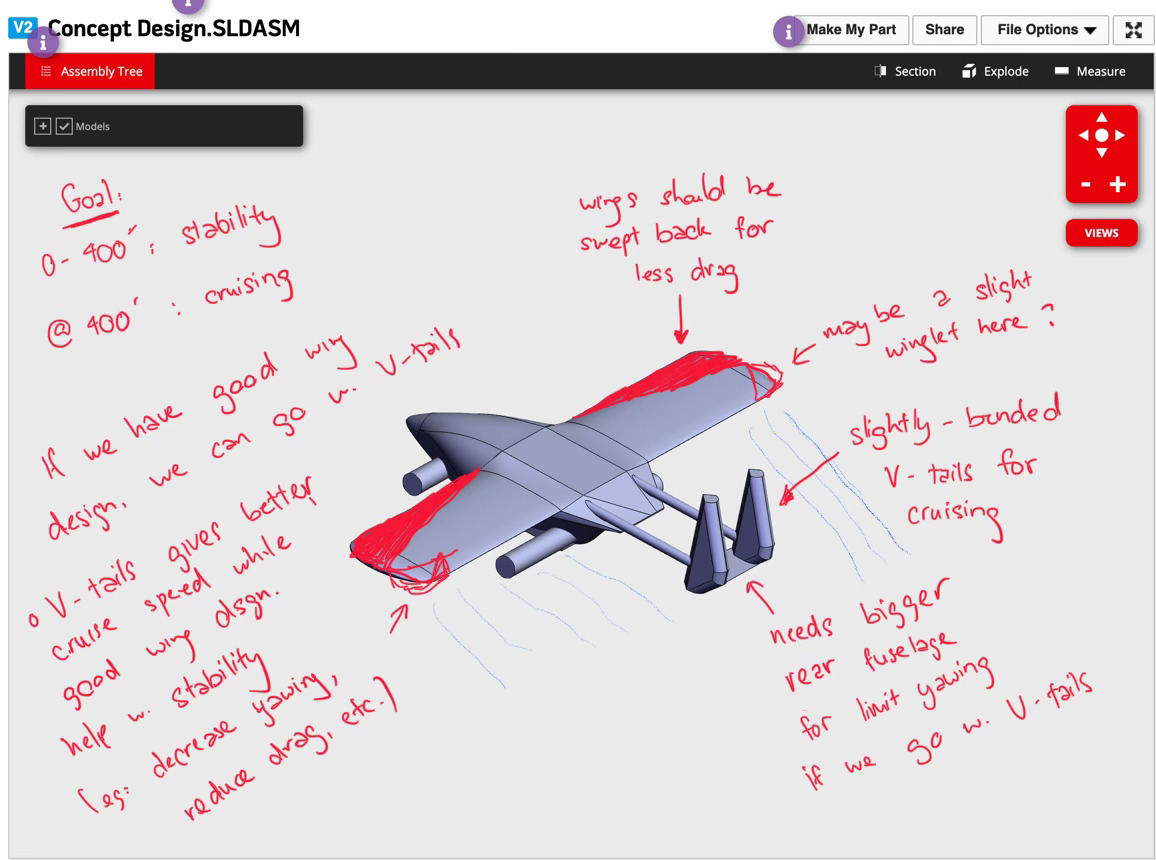 V2 Concept Design.SLDASM
Make My Part
Share
File Options
Assembly Tree
Section
Explode
Measure
Models
VIEWS
Goal:
0 - 400' : stability
@ 400' : cruising
If we have good wing
design, we can go w. V-tails
o V-tails gives better
cruise speed while
good wing dsgn.
help w. stability
(eg: decrease yawing,
reduce drag, etc.)
wings should be
swept back for
less drag
maybe a slight
winglet here ?
slightly - bended
V - tails for
cruising
needs bigger
rear fuselage
for limit yawing
if we go w. V-tails